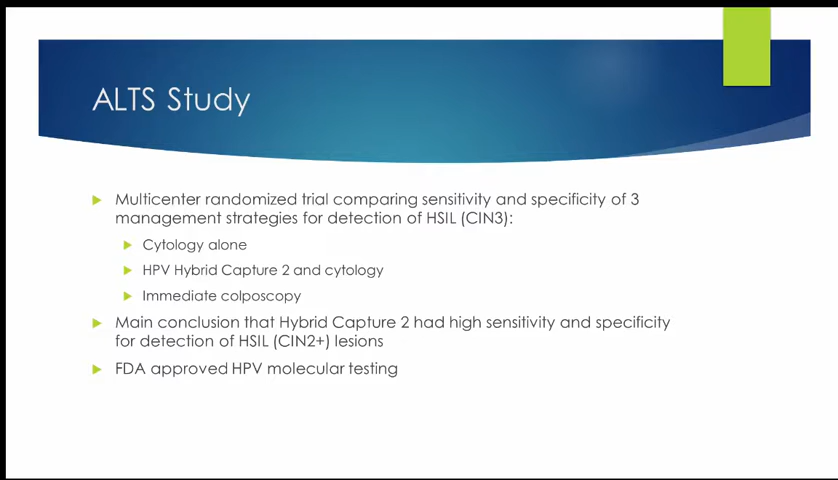 ALTS Study
Multicenter randomized trial comparing sensitivity and specificity of 3
management strategies for detection of HSIL (CIN3):
Cytology alone
HPV Hybrid Capture 2 and cytology
Immediate colposcopy
Main conclusion that Hybrid Capture 2 had high sensitivity and specificity
for detection of HSIL (CIN2+) lesions
FDA approved HPV molecular testing